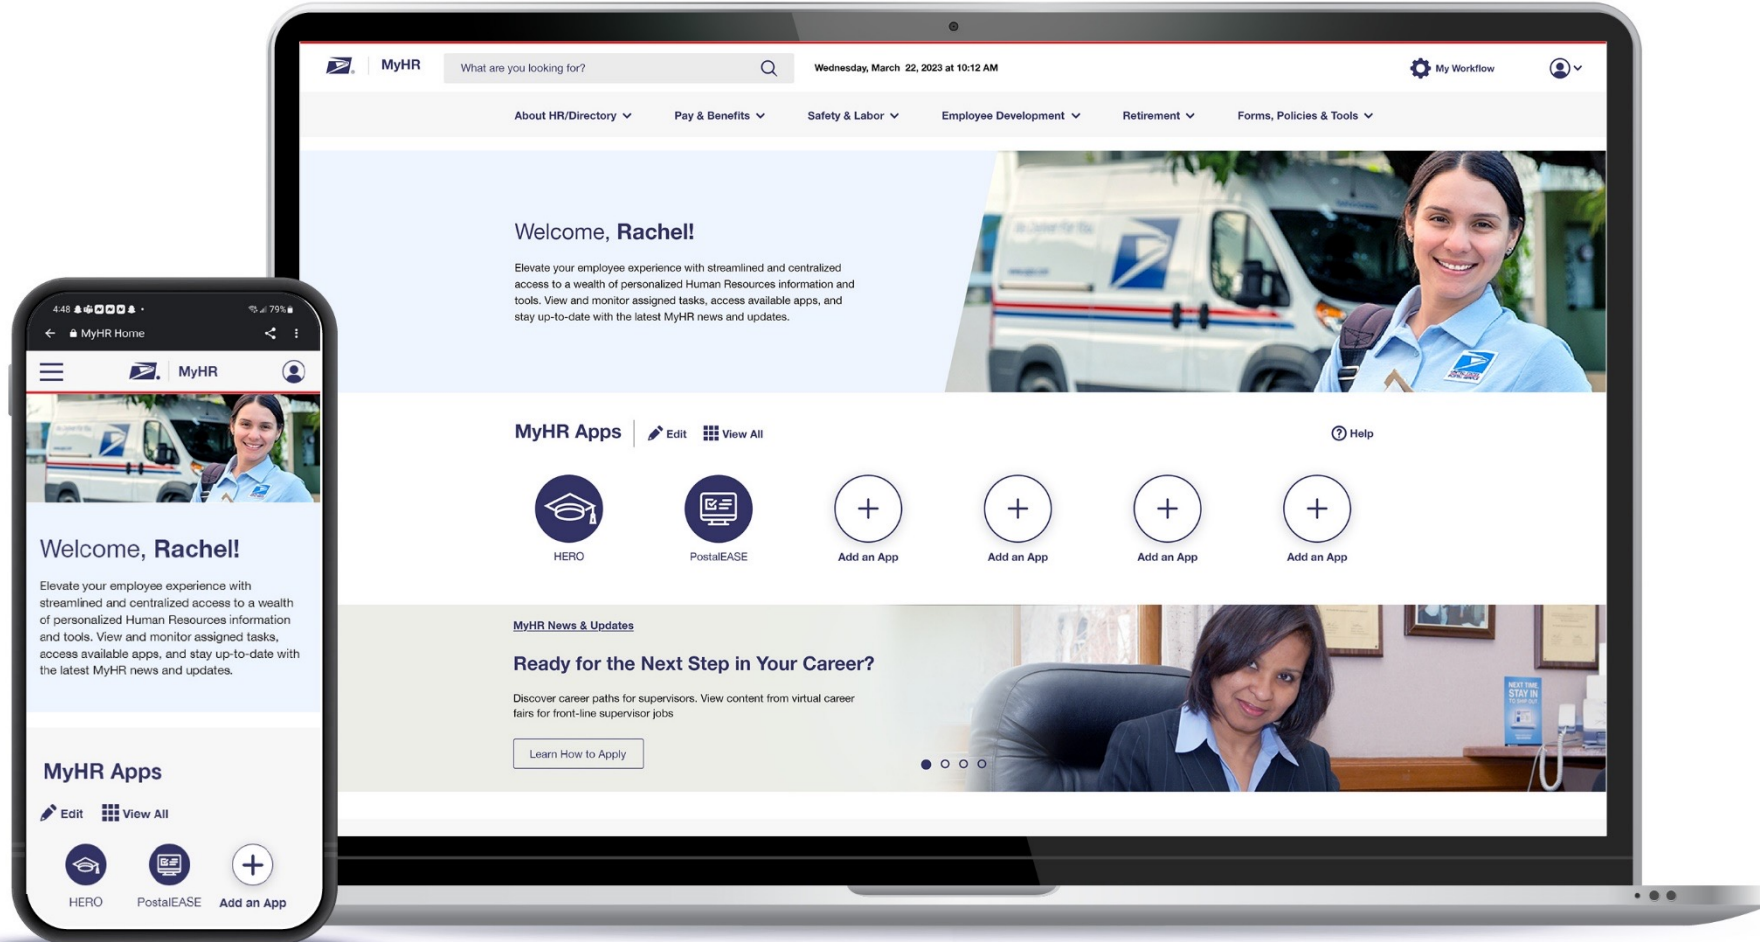 MyHR
What are you looking for?
Wednesday, March 22, 2023 at 10:12 AM
My Workflow
About HR/Directory
Pay & Benefits
Safety & Labor
Employee Development
Retirement
Forms, Policies & Tools
Welcome, Rachel!
Elevate your employee experience with streamlined and centralized
access to a wealth of personalized Human Resources information and
tools. View and monitor assigned tasks, access available apps, and
stay up-to-date with the latest MyHR news and updates.
MyHR Apps
Edit
View All
Help
HERO
PostalEASE
Add an App
Add an App
Add an App
Add an App
MyHR News & Updates
Ready for the Next Step in Your Career?
Discover career paths for supervisors. View content from virtual career
fairs for front-line supervisor jobs
Learn How to Apply
NEXT TIME,
STAY IN
4:48
79%
MyHR Home
MyHR
Welcome, Rachel!
Elevate your employee experience with
streamlined and centralized access to a wealth
of personalized Human Resources information
and tools. View and monitor assigned tasks,
access available apps, and stay up-to-date with
the latest MyHR news and updates.
MyHR Apps
Edit
View All
HERO
PostalEASE
Add an App